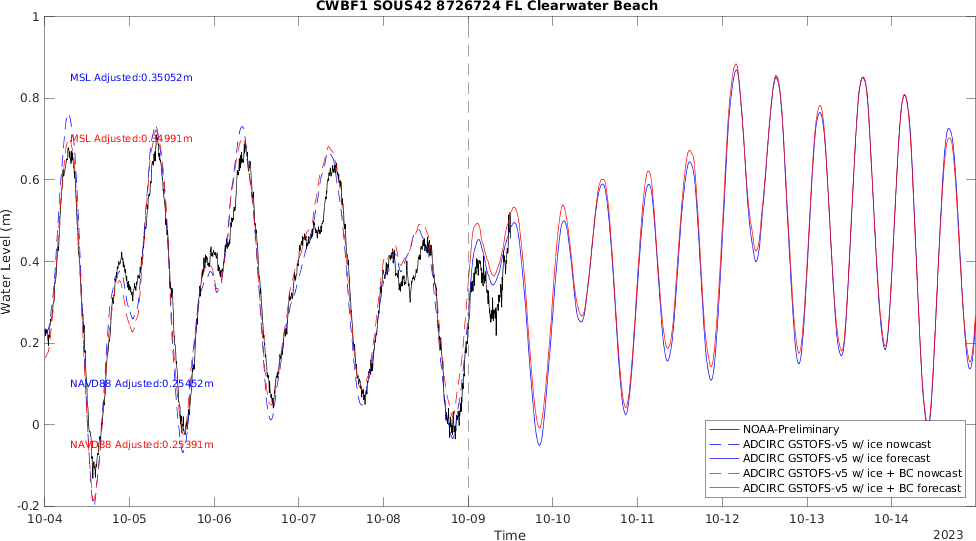 CWBF1 SOUS42 8726724 FL Clearwater Beach
Water Level (m)
1
0.8
0.6
0.4
0.2
0
-0.2
MSL Adjusted:0.35052m
MSL Adjusted:0.34991m
NAVD88 Adjusted:0.25452m
NAVD88 Adjusted:0.25391m
NOAA-Preliminary
ADCIRC GSTOFS-v5 w/ ice nowcast
ADCIRC GSTOFS-v5 w/ ice forecast
ADCIRC GSTOFS-v5 w/ ice + BC nowcast
ADCIRC GSTOFS-v5 w/ ice + BC forecast
10-04 10-05 10-06 10-07 10-08 10-09 10-10 10-11 10-12 10-13 10-14
Time
2023